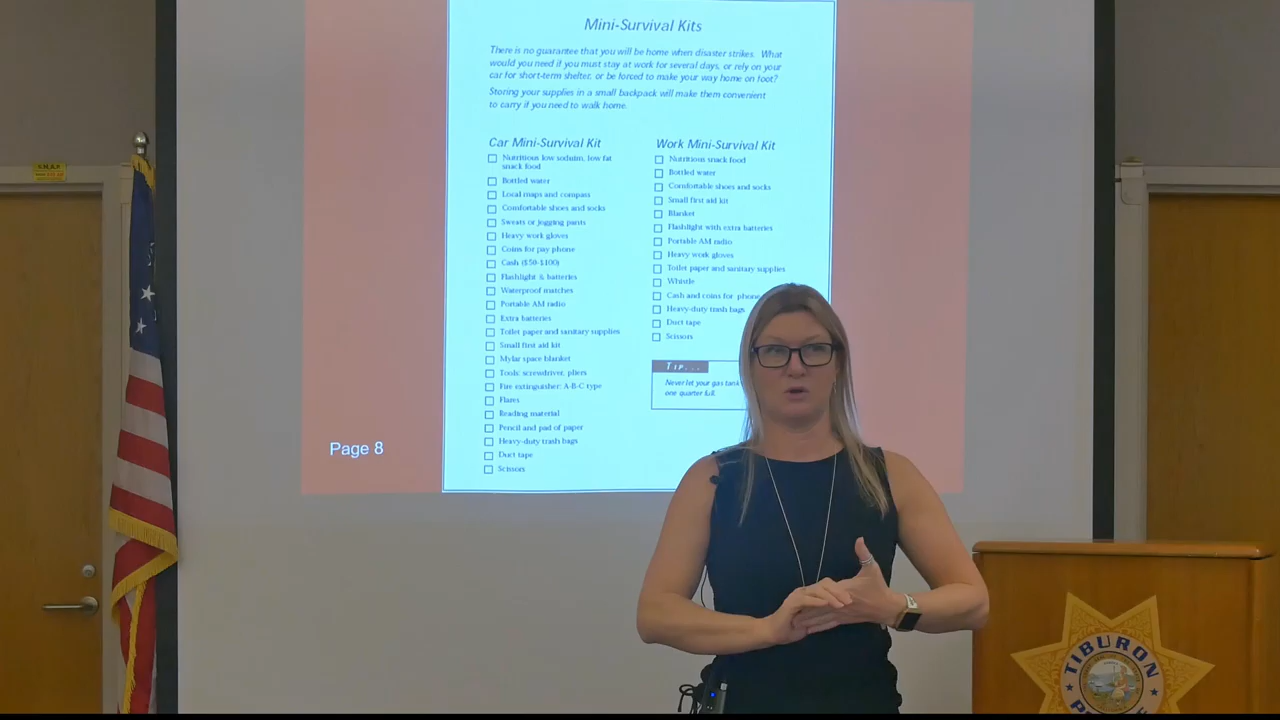 Mini-Survival Kits
There is no guarantee that you will be home when disaster strikes. What
would you need if you must stay at work for several days, or rely on your
car for short-term shelter, or be forced to make your way home on foot?
Storing your supplies in a small backpack will make them convenient
to carry if you need to walk home.
Car Mini-Survival Kit
Nutritious low soduim, low fat
snack food
Bottled water
Local maps and compass
Comfortable shoes and socks
Sweats or jogging pants
Heavy work gloves
Coins for pay phone
Cash ($50-$100)
Flashlight & batteries
Waterproof matches
Portable AM radio
Extra batteries
Toilet paper and sanitary supplies
Small first aid kit
Mylar space blanket
Tools: screwdriver, pliers
Fire extinguisher: A-B-C type
Flares
Reading material
Pencil and pad of paper
Heavy-duty trash bags
Duct tape
Scissors
Work Mini-Survival Kit
Nutritious snack food
Bottled water
Comfortable shoes and socks
Small first aid kit
Blanket
Flashlight with extra batteries
Portable AM radio
Heavy work gloves
Toilet paper and sanitary supplies
Whistle
Cash and coins for phone
Heavy-duty trash bags
Duct tape
Scissors
TIP...
Never let your gas tank
one quarter full.
Page 8
TIBURON